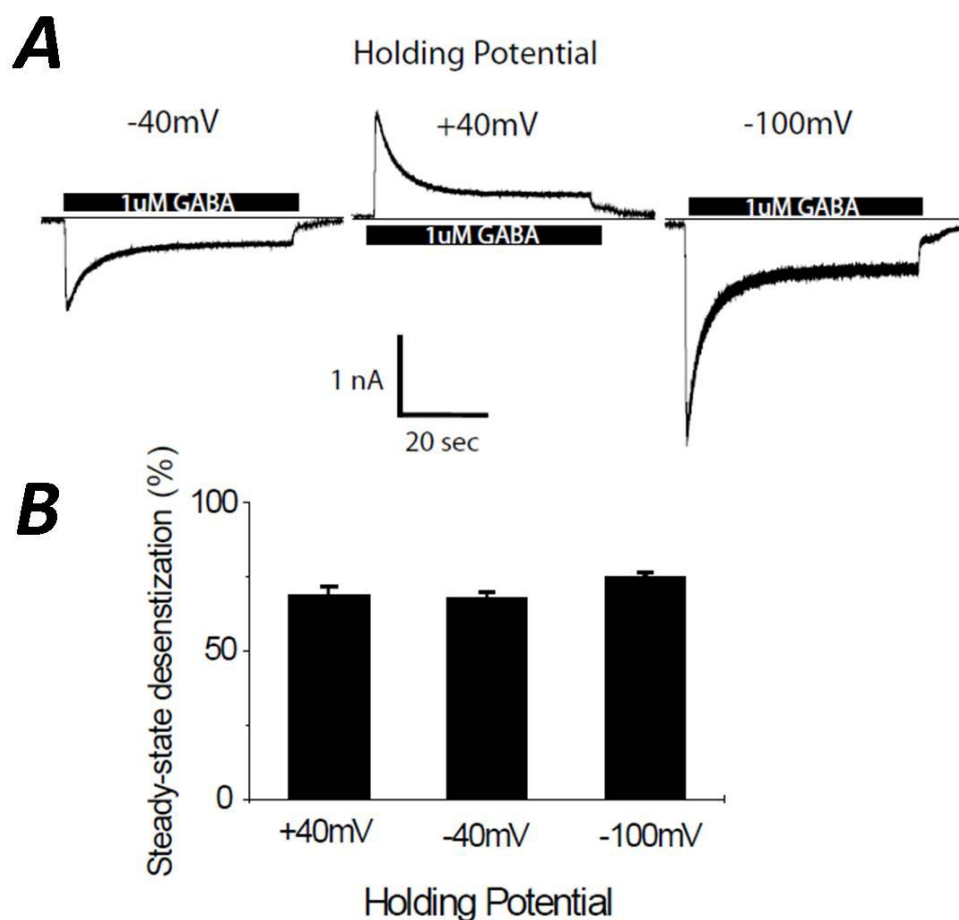 A
Holding Potential
-40mV
+40mV
-100mV
1uM GABA
1uM GABA
1uM GABA
1 nA
20 sec
B
Steady-state desenstization (%)
100
50
0
+40mV
-40mV
-100mV
Holding Potential